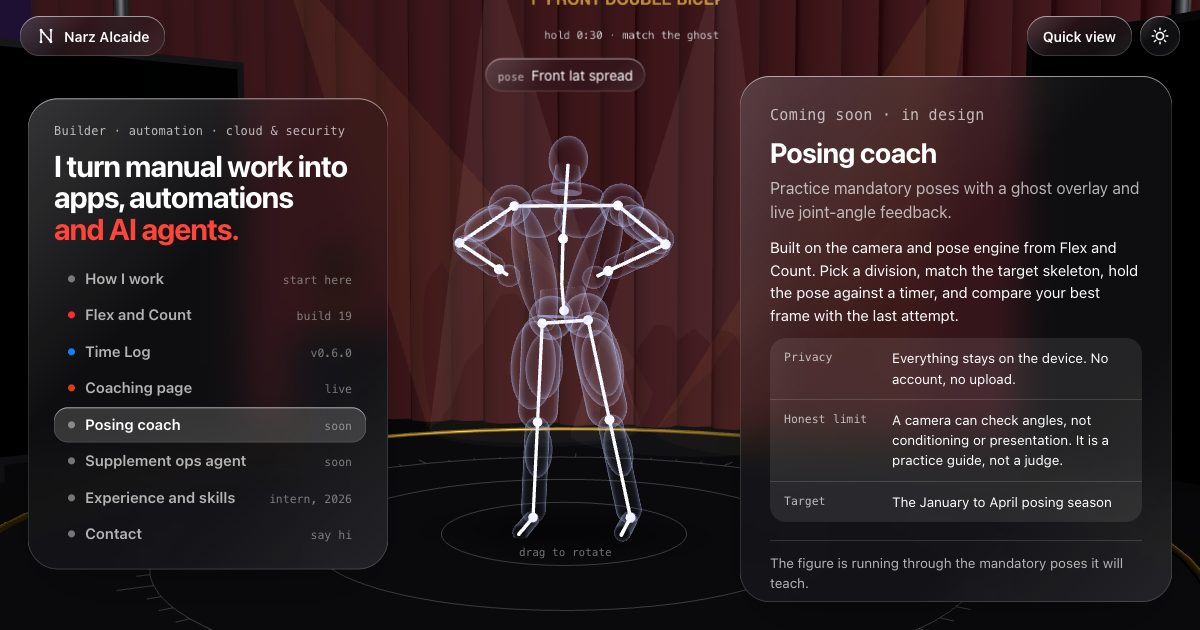 FRONT DOUBLE BICEP
hold 0:30 · match the ghost
Narz Alcaide
Quick view
pose Front lat spread
Builder · automation · cloud & security
I turn manual work into
apps, automations
and AI agents.
How I work start here
Flex and Count build 19
Time Log v0.6.0
Coaching page live
Posing coach soon
Supplement ops agent soon
Experience and skills intern, 2026
Contact say hi
drag to rotate
Coming soon · in design
Posing coach
Practice mandatory poses with a ghost overlay and
live joint-angle feedback.
Built on the camera and pose engine from Flex and
Count. Pick a division, match the target skeleton, hold
the pose against a timer, and compare your best
frame with the last attempt.
Privacy Everything stays on the device. No
account, no upload.
Honest limit A camera can check angles, not
conditioning or presentation. It is a
practice guide, not a judge.
Target The January to April posing season
The figure is running through the mandatory poses it will
teach.